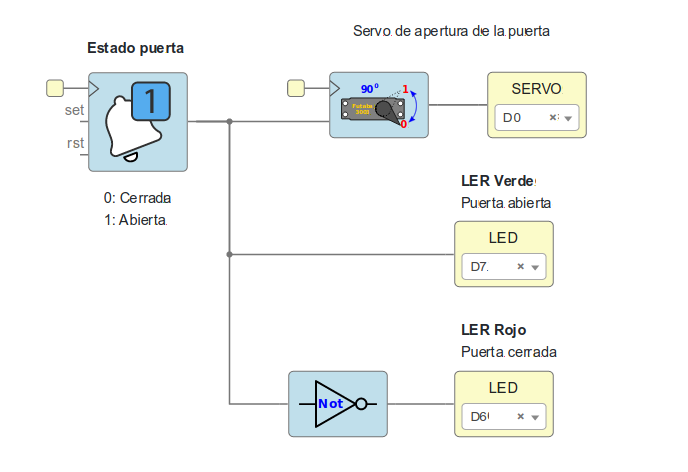 Servo de apertura de la puerta
Estado puerta
1
set
rst
0: Cerrada
1: Abierta
90º
1
Futaba
3003
0
SERVO
D0
LER Verde
Puerta abierta
LED
D7
LER Rojo
Puerta cerrada
Not
LED
D6